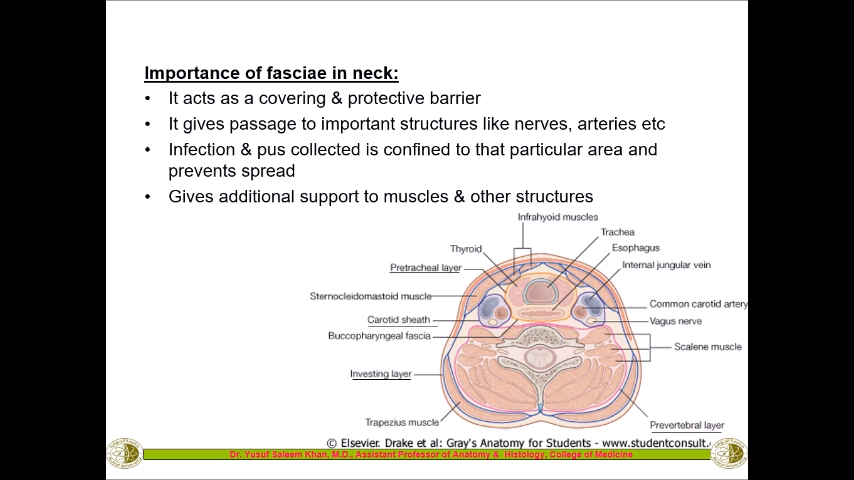 Importance of fasciae in neck:
• It acts as a covering & protective barrier
• It gives passage to important structures like nerves, arteries etc
• Infection & pus collected is confined to that particular area and
prevents spread
• Gives additional support to muscles & other structures
Infrahyoid muscles
Trachea
Thyroid
Esophagus
Pretracheal layer
Internal jungular vein
Sternocleidomastoid muscle
Common carotid artery
Carotid sheath
Vagus nerve
Buccopharyngeal fascia
Scalene muscle
Investing layer
Trapezius muscle
Prevertebral layer
© Elsevier. Drake et al: Gray's Anatomy for Students - www.studentconsult.
Dr. Yusuf Saleem Khan, M.D., Assistant Professor of Anatomy & Histology, College of Medicine